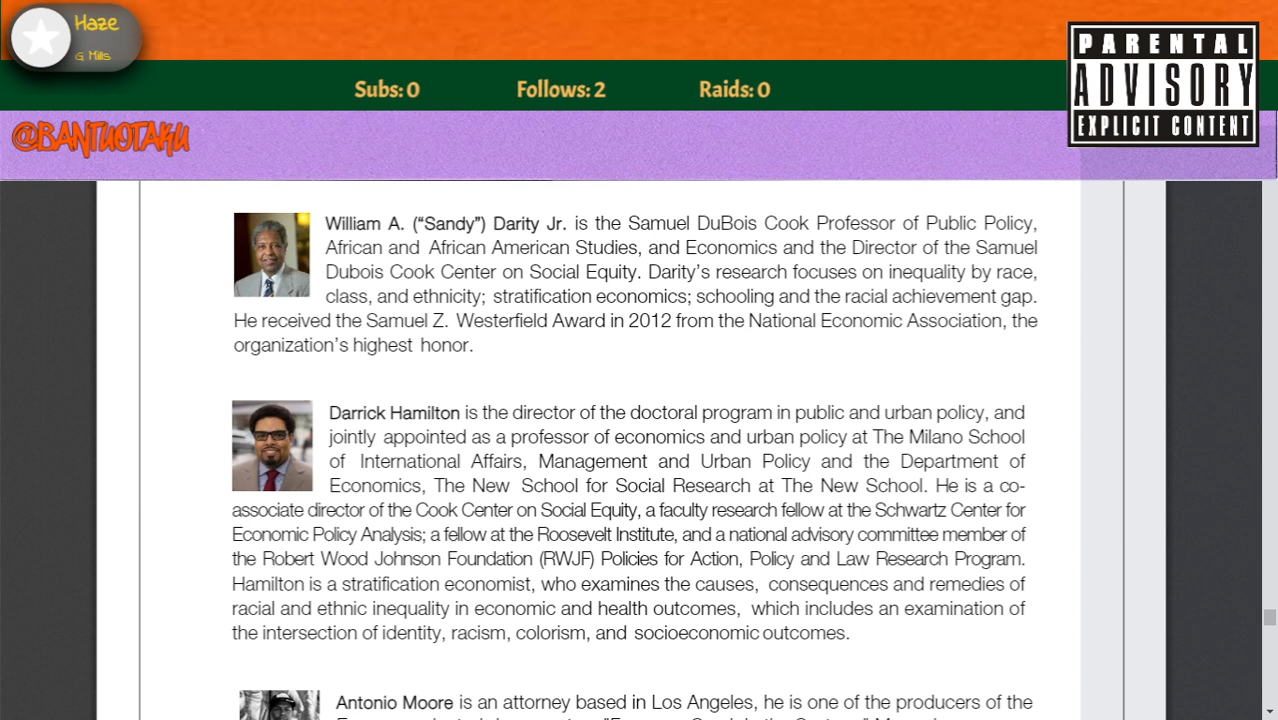 Haze
G Mills
PARENTAL
ADVISORY
EXPLICIT CONTENT
Subs: 0 Follows: 2 Raids: 0
@BANTUOTAKU
William A. (“Sandy”) Darity Jr. is the Samuel DuBois Cook Professor of Public Policy,
African and African American Studies, and Economics and the Director of the Samuel
Dubois Cook Center on Social Equity. Darity’s research focuses on inequality by race,
class, and ethnicity; stratification economics; schooling and the racial achievement gap.
He received the Samuel Z. Westerfield Award in 2012 from the National Economic Association, the
organization’s highest honor.
Darrick Hamilton is the director of the doctoral program in public and urban policy, and
jointly appointed as a professor of economics and urban policy at The Milano School
of International Affairs, Management and Urban Policy and the Department of
Economics, The New School for Social Research at The New School. He is a co-
associate director of the Cook Center on Social Equity, a faculty research fellow at the Schwartz Center for
Economic Policy Analysis; a fellow at the Roosevelt Institute, and a national advisory committee member of
the Robert Wood Johnson Foundation (RWJF) Policies for Action, Policy and Law Research Program.
Hamilton is a stratification economist, who examines the causes, consequences and remedies of
racial and ethnic inequality in economic and health outcomes, which includes an examination of
the intersection of identity, racism, colorism, and socioeconomic outcomes.
Antonio Moore is an attorney based in Los Angeles, he is one of the producers of the